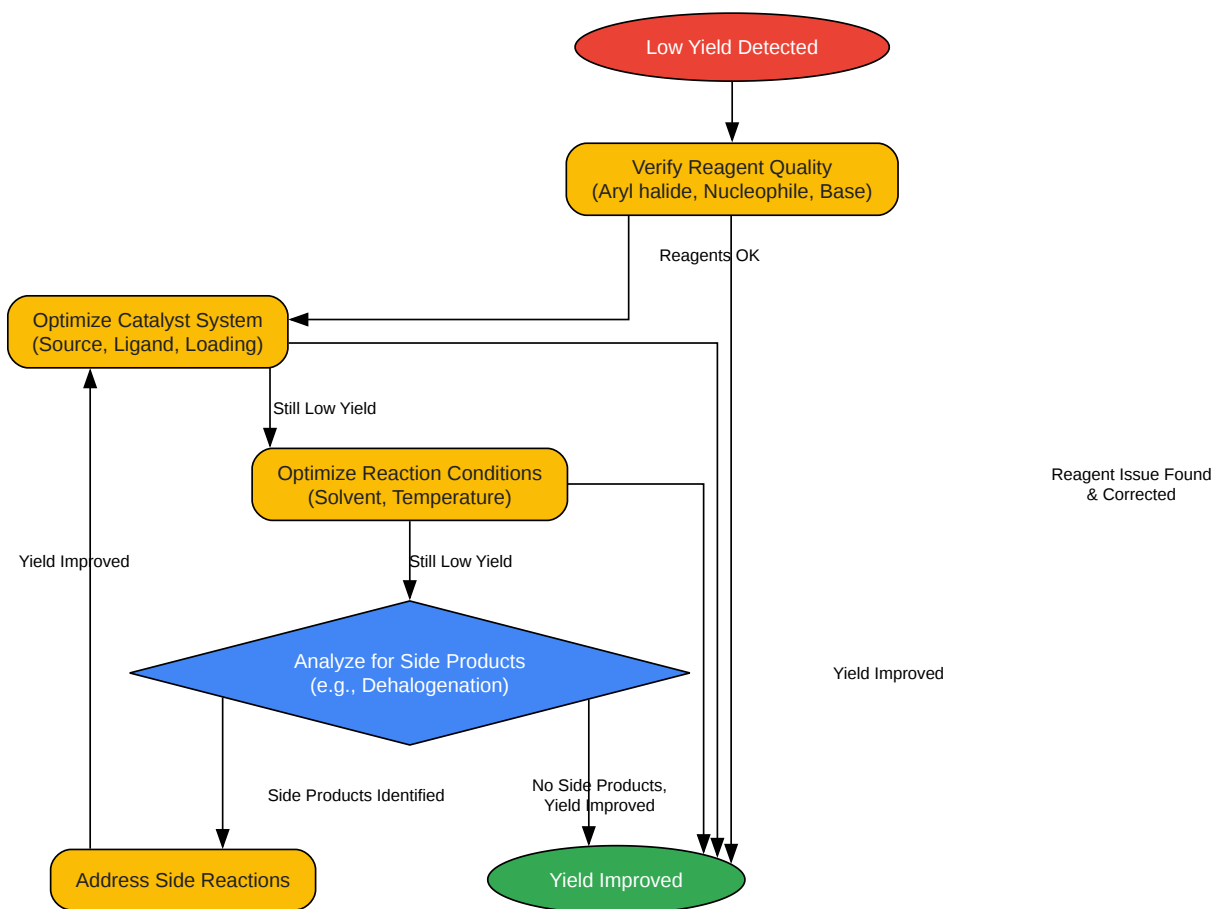 Low Yield Detected
Verify Reagent Quality
(Aryl halide, Nucleophile, Base)
Reagents OK
Optimize Catalyst System
(Source, Ligand, Loading)
Still Low Yield
Optimize Reaction Conditions
(Solvent, Temperature)
Reagent Issue Found
& Corrected
Yield Improved
Still Low Yield
Analyze for Side Products
(e.g., Dehalogenation)
Yield Improved
Side Products Identified
No Side Products,
Yield Improved
Address Side Reactions
Yield Improved